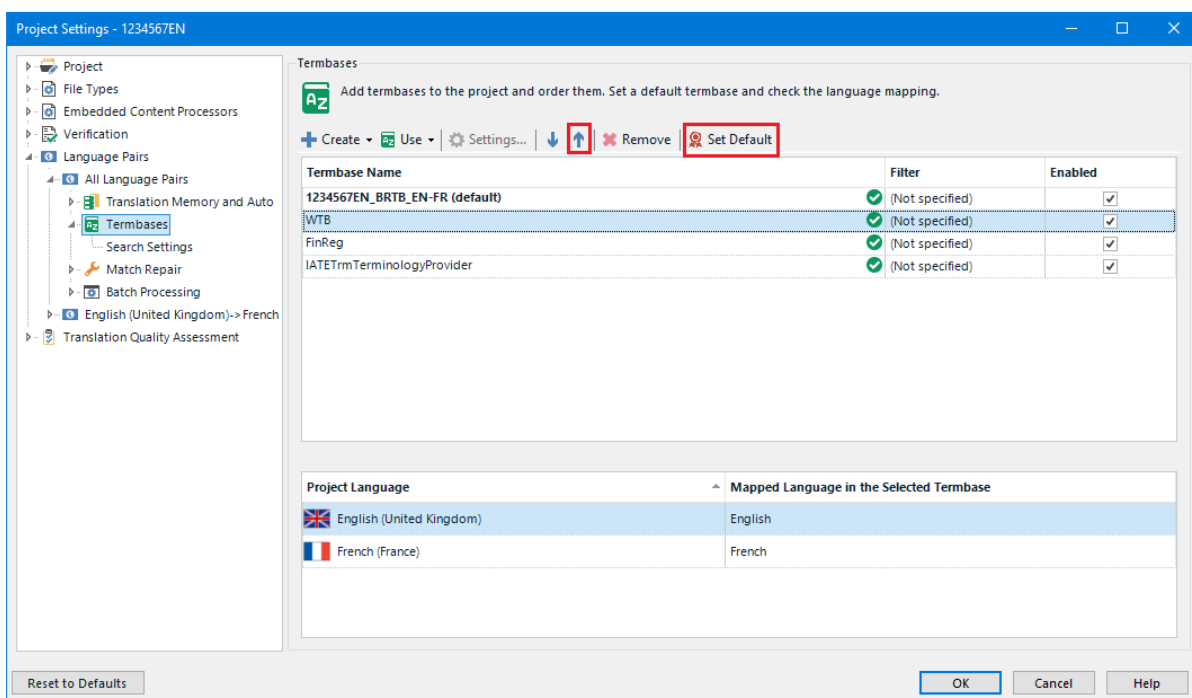 Project Settings - 1234567EN
Project
File Types
Embedded Content Processors
Verification
Language Pairs
All Language Pairs
Translation Memory and Auto
Termbases
Search Settings
Match Repair
Batch Processing
English (United Kingdom)->French
Translation Quality Assessment
Termbases
Add termbases to the project and order them. Set a default termbase and check the language mapping.
Create Use Settings... Remove Set Default
Termbase Name Filter Enabled
1234567EN_BRTB_EN-FR (default) (Not specified)
WTB (Not specified)
FinReg (Not specified)
IATETrmTerminologyProvider (Not specified)
Project Language Mapped Language in the Selected Termbase
English (United Kingdom) English
French (France) French
Reset to Defaults OK Cancel Help